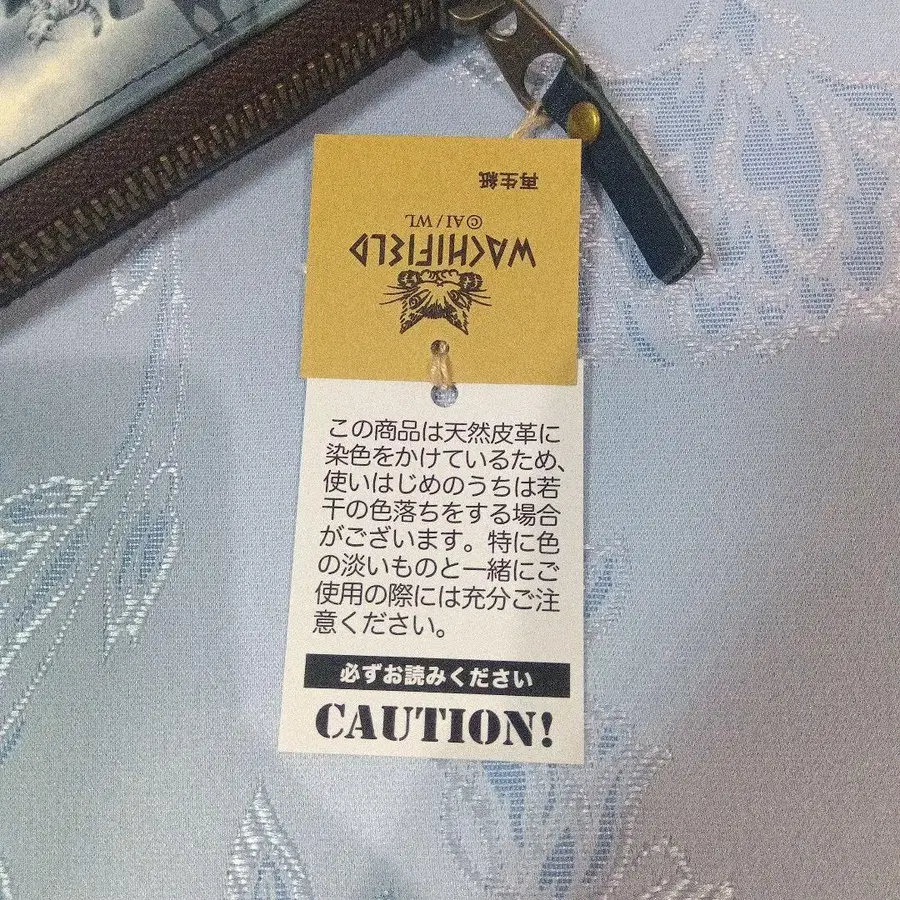 再生紙
©AI/WL
WACHIFIELD
この商品は天然皮革に
染色をかけているため、
使いはじめのうちは若
干の色落ちをする場合
がございます。特に色
の淡いものと一緒にご
使用の際には充分ご注
意ください。
必ずお読みください
CAUTION!